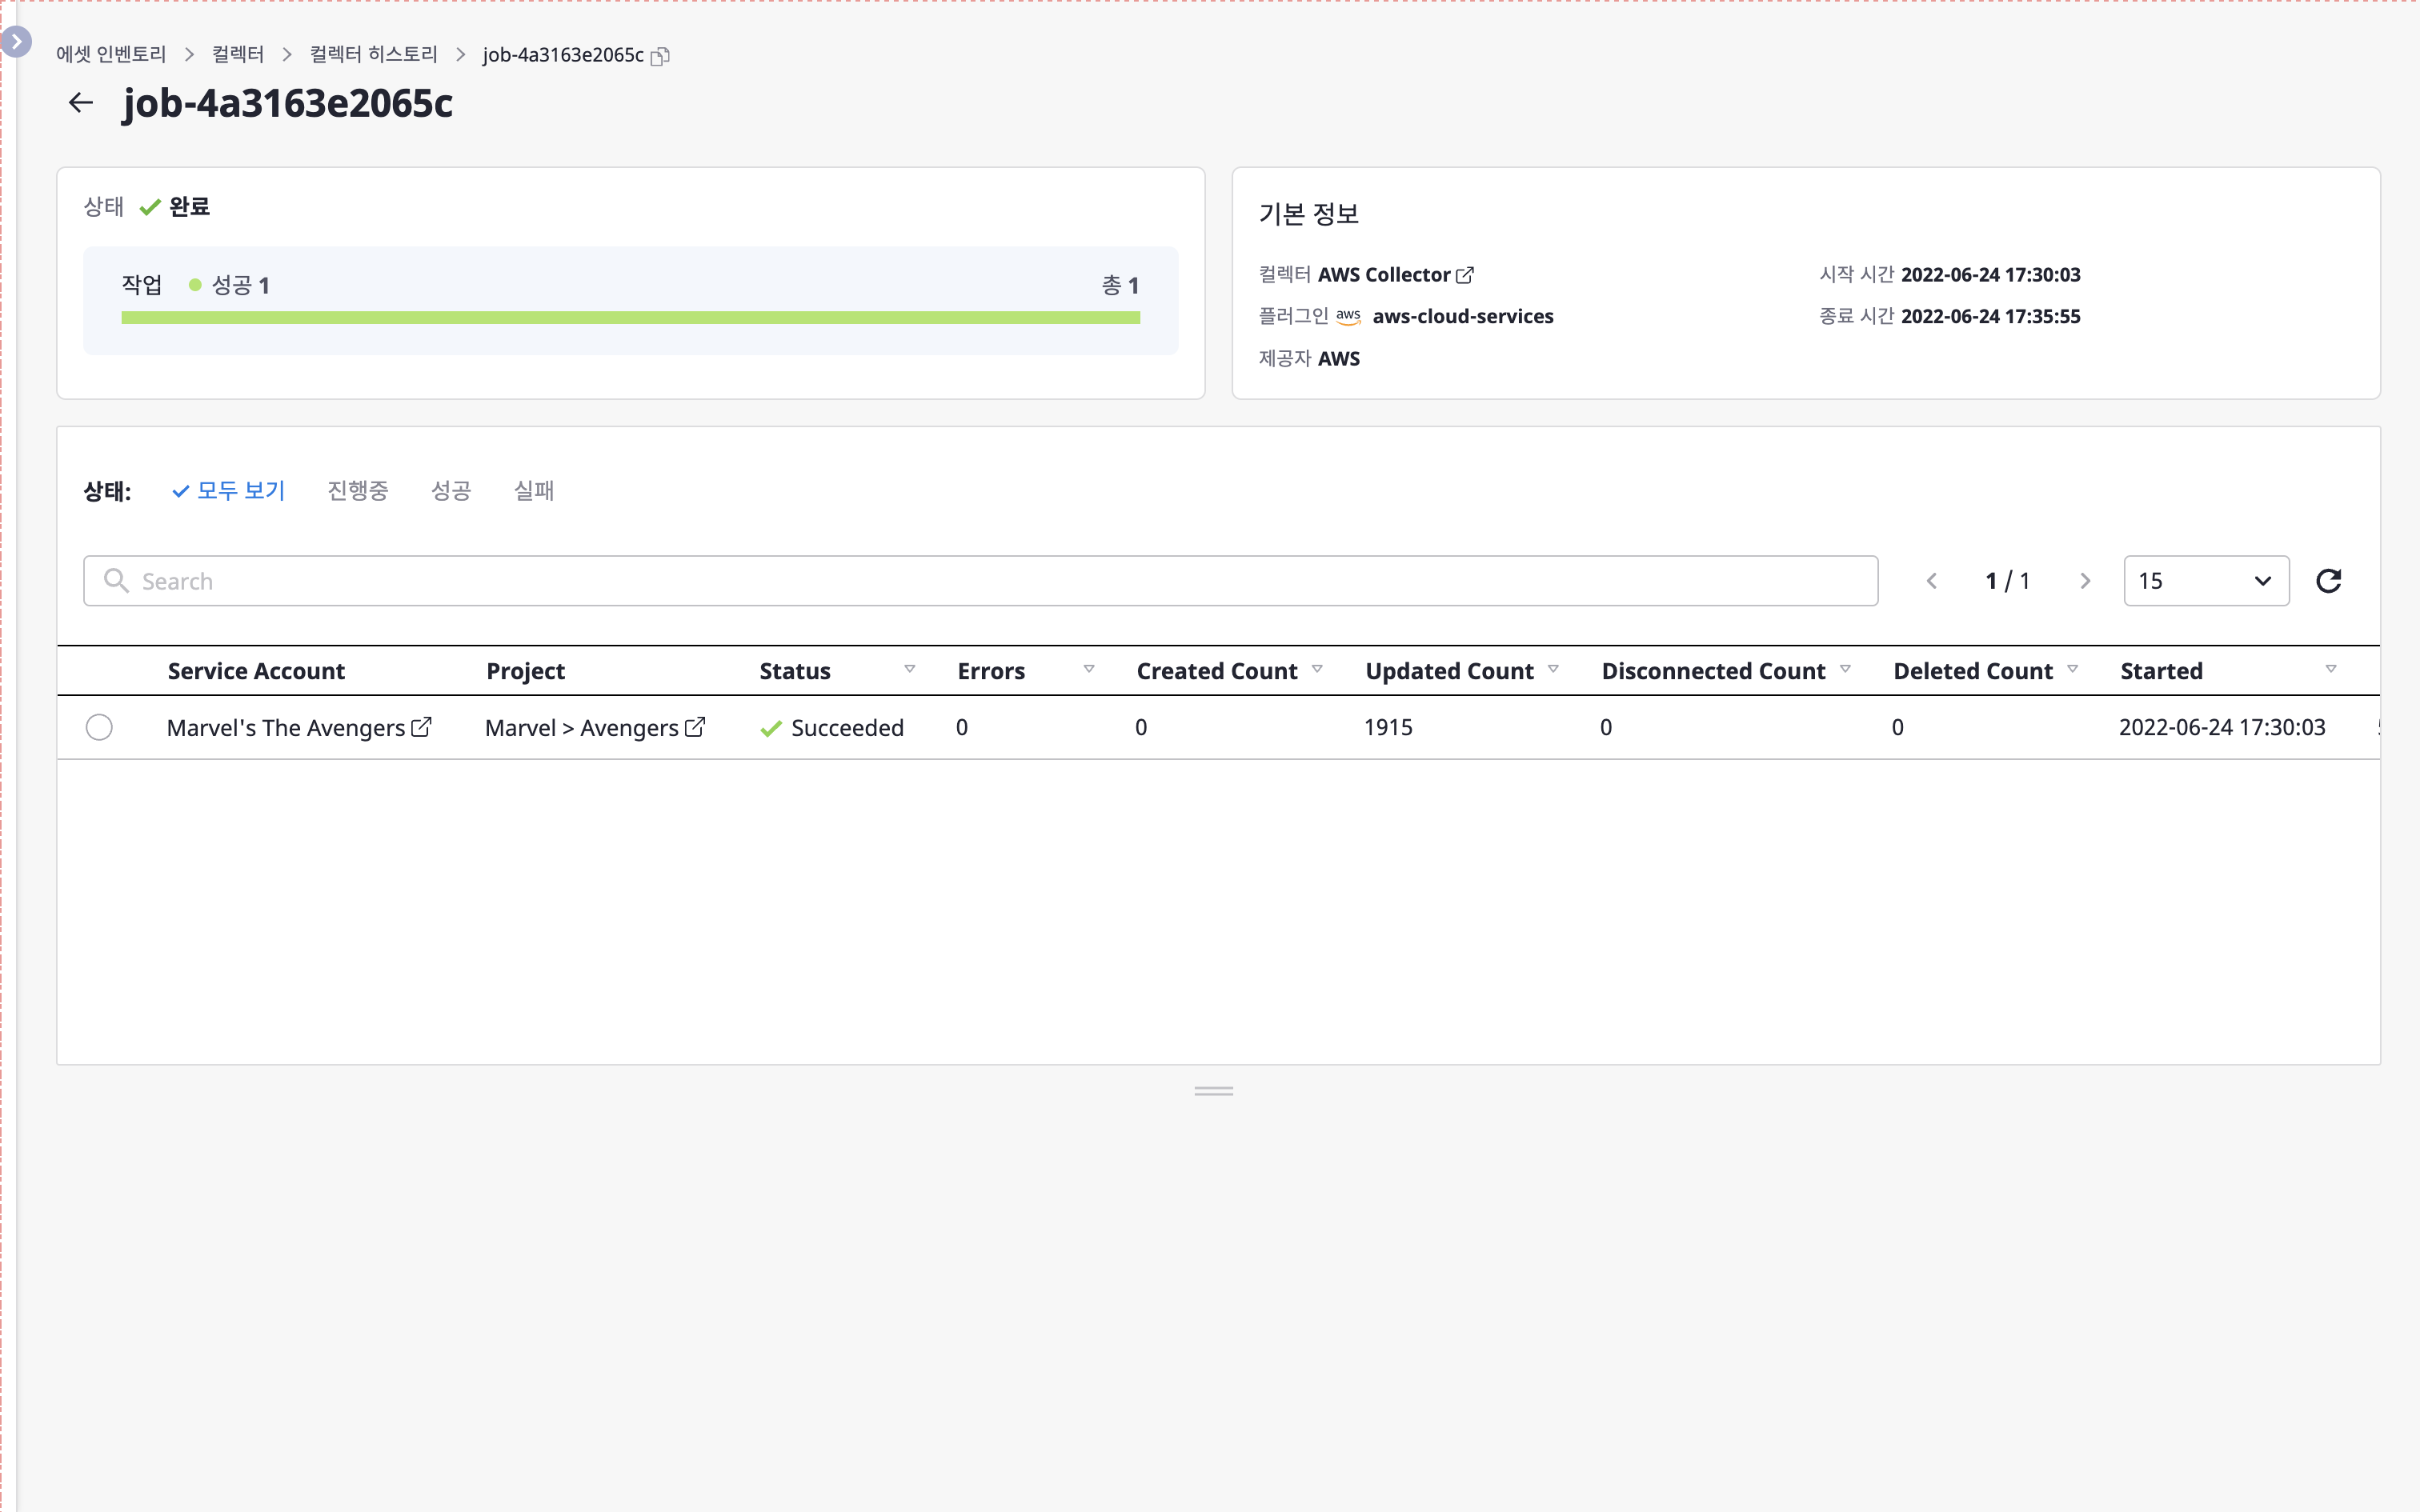 에셋 인벤토리 > 컬렉터 > 컬렉터 히스토리 > job-4a3163e2065c
job-4a3163e2065c
상태 완료
작업 성공 1 총 1
기본 정보
컬렉터 AWS Collector 시작 시간 2022-06-24 17:30:03
플러그인 aws aws-cloud-services 종료 시간 2022-06-24 17:35:55
제공자 AWS
상태: 모두 보기 진행중 성공 실패
Search 1 / 1 15
Service Account Project Status Errors Created Count Updated Count Disconnected Count Deleted Count Started
Marvel's The Avengers Marvel > Avengers Succeeded 0 0 1915 0 0 2022-06-24 17:30:03